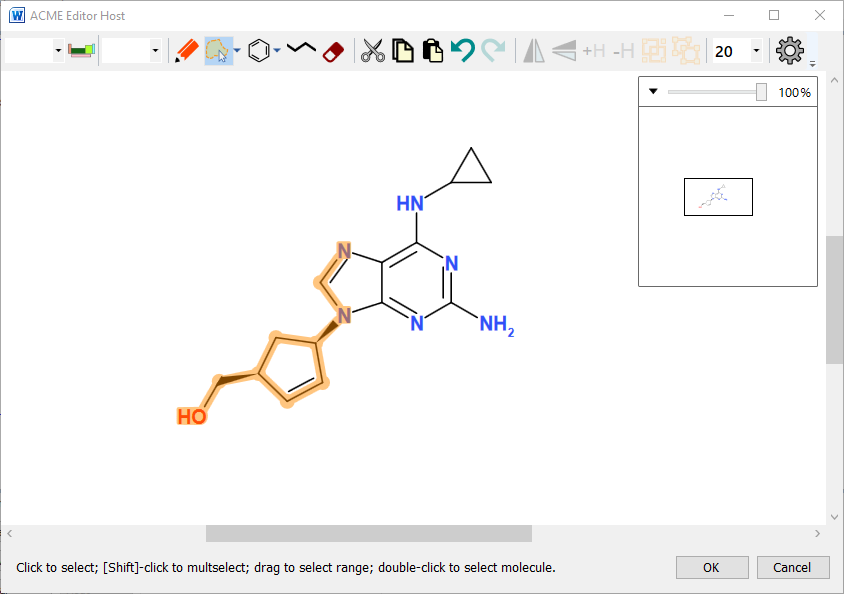 ACME Editor Host
+H -H 20
100%
HN
N
N
N
N
NH2
HO
Click to select; [Shift]-click to multselect; drag to select range; double-click to select molecule.
OK Cancel